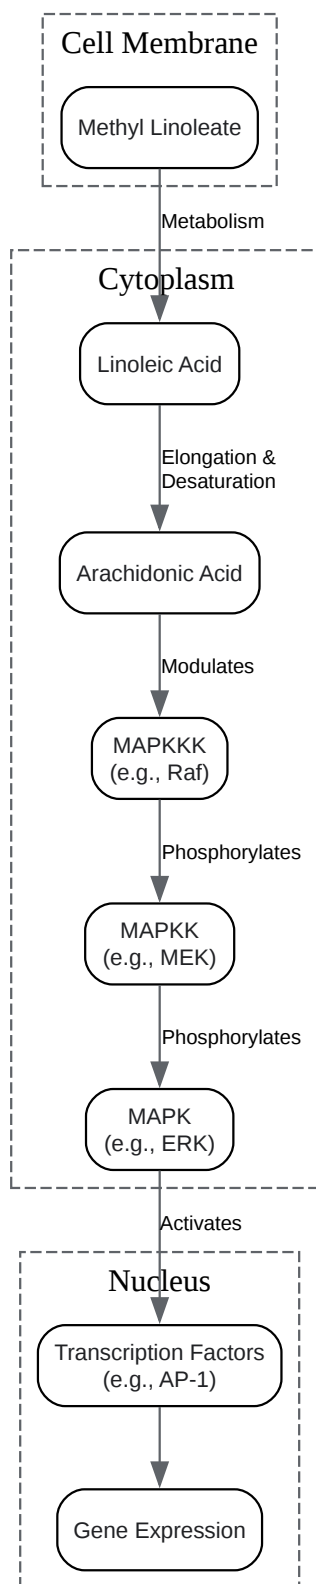 Cell Membrane
Methyl Linoleate
Metabolism
Cytoplasm
Linoleic Acid
Elongation &
Desaturation
Arachidonic Acid
Modulates
MAPKKK
(e.g., Raf)
Phosphorylates
MAPKK
(e.g., MEK)
Phosphorylates
MAPK
(e.g., ERK)
Activates
Nucleus
Transcription Factors
(e.g., AP-1)
Gene Expression